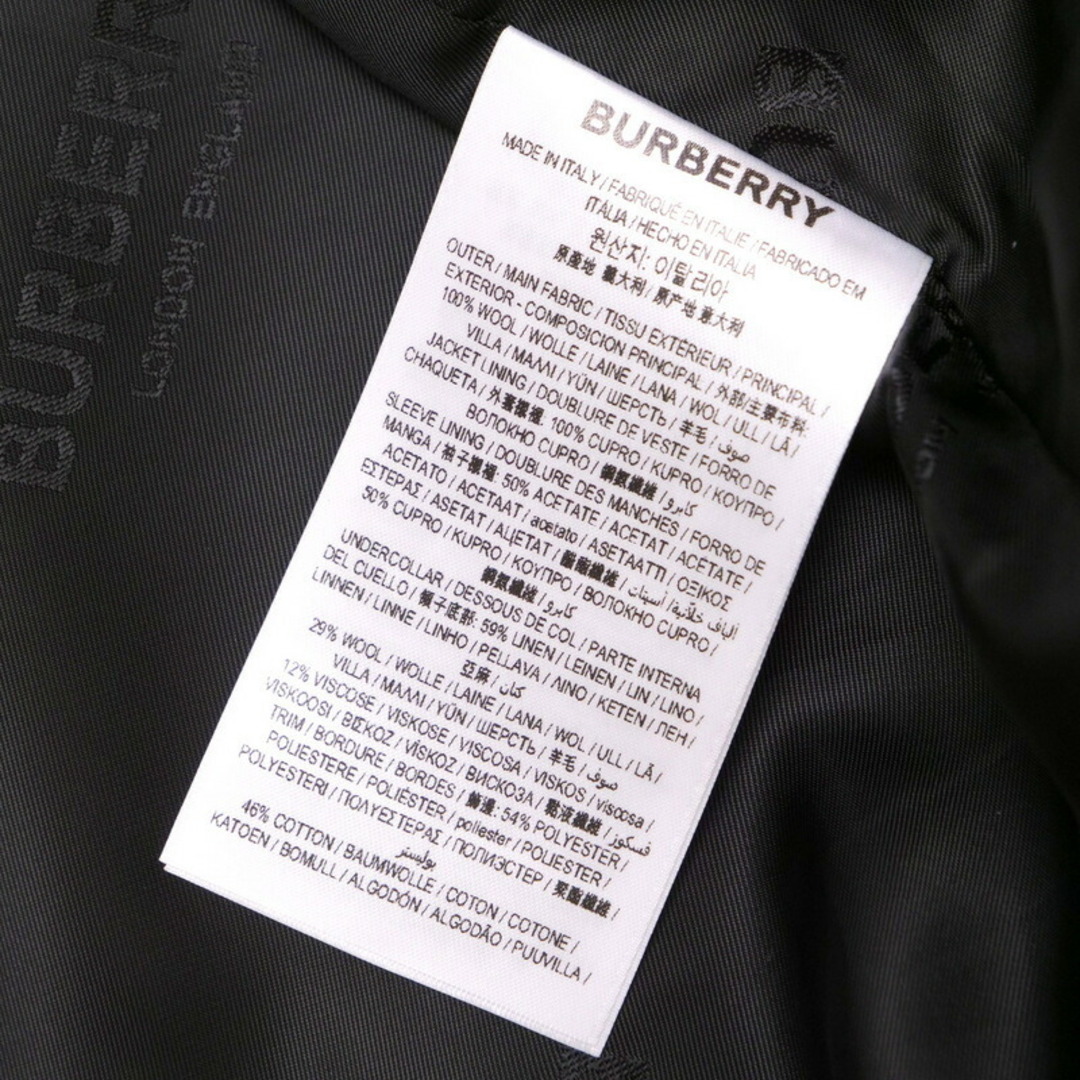 BURBERRY
LONDON ENGLAND
BURBERRY
MADE IN ITALY / FABRIQUÉ EN ITALIE / FABRICADO EM
ITÁLIA / HECHO EN ITALIA
원산지: 이탈리아
原產地 義大利 / 原产地 意大利
OUTER / MAIN FABRIC / TISSU EXTÉRIEUR / PRINCIPAL /
EXTERIOR - COMPOSICION PRINCIPAL / 外部/主要布料:
100% WOOL / WOLLE / LAINE / LANA / WOL / ULL / LÃ /
VILLA / ΜΑΛΛΙ / YÜN / ШЕРСТЬ / 羊毛 / صوف
JACKET LINING / DOUBLURE DE VESTE / FORRO DE
CHAQUETA / 外套襯裡: 100% CUPRO / KUPRO / ΚΟΥΠΡΟ /
ВОЛОКНО CUPRO / 銅氨纖維 / كابرو
SLEEVE LINING / DOUBLURE DES MANCHES / FORRO DE
MANGA / 袖子襯裡: 50% ACETATE / ACETAT / ACÉTATE /
ACETATO / ACETAAT / acetato / ASETAATTI / ΟΞΙΚΟΣ
ΕΣΤΕΡΑΣ / ASETAT / АЦЕТАТ / 醋酯纖維 / ألياف خلائية / أسيتات
50% CUPRO / KUPRO / ΚΟΥΠΡΟ / ВОЛОКНО CUPRO /
銅氨纖維 / كابرو
UNDERCOLLAR / DESSOUS DE COL / PARTE INTERNA
DEL CUELLO / 領子底部: 59% LINEN / LEINEN / LIN / LINO /
LINNEN / LINNE / LINHO / PELLAVA / ΛΙΝΟ / KETEN / ЛЕН /
亞麻 / كتان
29% WOOL / WOLLE / LAINE / LANA / WOL / ULL / LÃ /
VILLA / ΜΑΛΛΙ / YÜN / ШЕРСТЬ / 羊毛 / صوف
12% VISCOSE / VISKOSE / VISCOSA / VISKOS / viscosa /
VISKOOSI / ΒΙΣΚΟΖ / VİSKOZ / ВИСКОЗА / 黏液纖維 / فسكوز
TRIM / BORDURE / BORDES / 飾邊: 54% POLYESTER /
POLIESTERE / POLIÉSTER / poliester / POLIESTER /
POLYESTERI / ΠΟΛΥΕΣΤΕΡΑΣ / ПОЛИЭСТЕР / 聚酯纖維 /
بوليستر
46% COTTON / BAUMWOLLE / COTON / COTONE /
KATOEN / BOMULL / ALGODÓN / ALGODÃO / PUUVILLA /